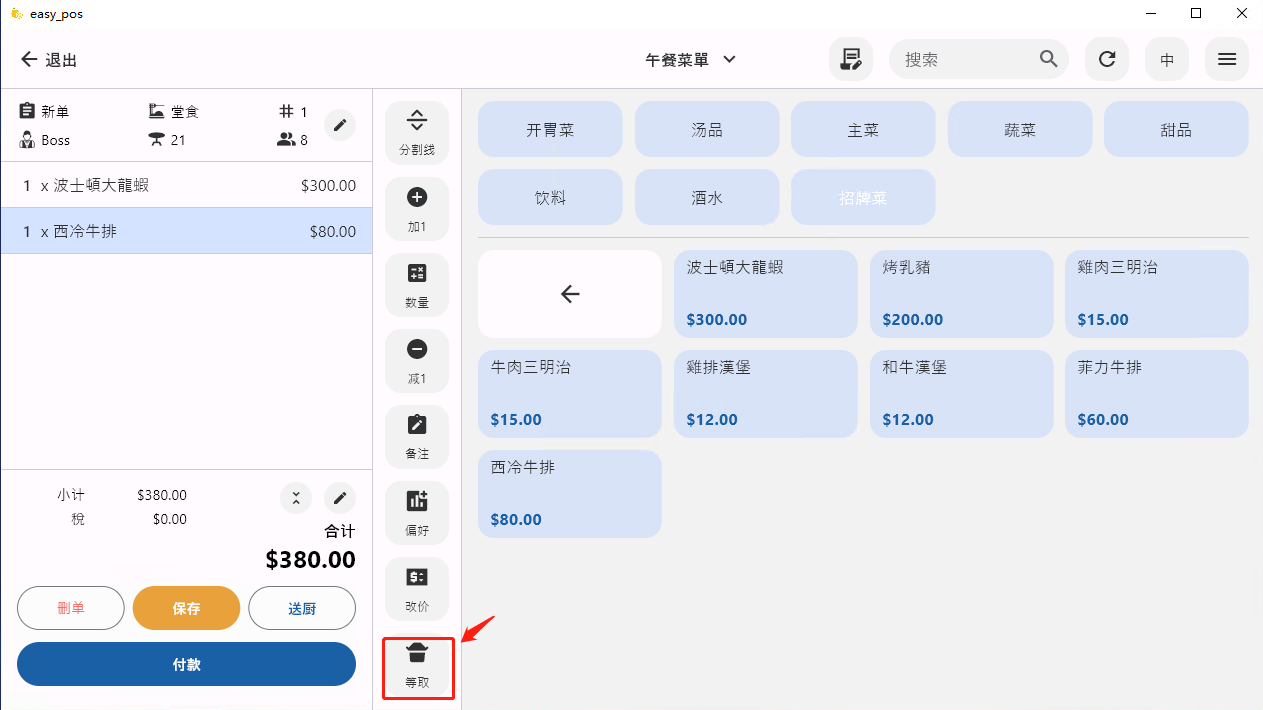 easy_pos
退出
午餐菜單
搜索
中
新单
堂食
1
Boss
21
8
1 x 波士頓大龍蝦 $300.00
1 x 西冷牛排 $80.00
小计 $380.00
税 $0.00
合计
$380.00
删单
保存
送厨
付款
分割线
加1
数量
减1
备注
偏好
改价
等取
开胃菜
汤品
主菜
蔬菜
甜品
饮料
酒水
招牌菜
波士頓大龍蝦
$300.00
烤乳豬
$200.00
雞肉三明治
$15.00
牛肉三明治
$15.00
雞排漢堡
$12.00
和牛漢堡
$12.00
菲力牛排
$60.00
西冷牛排
$80.00